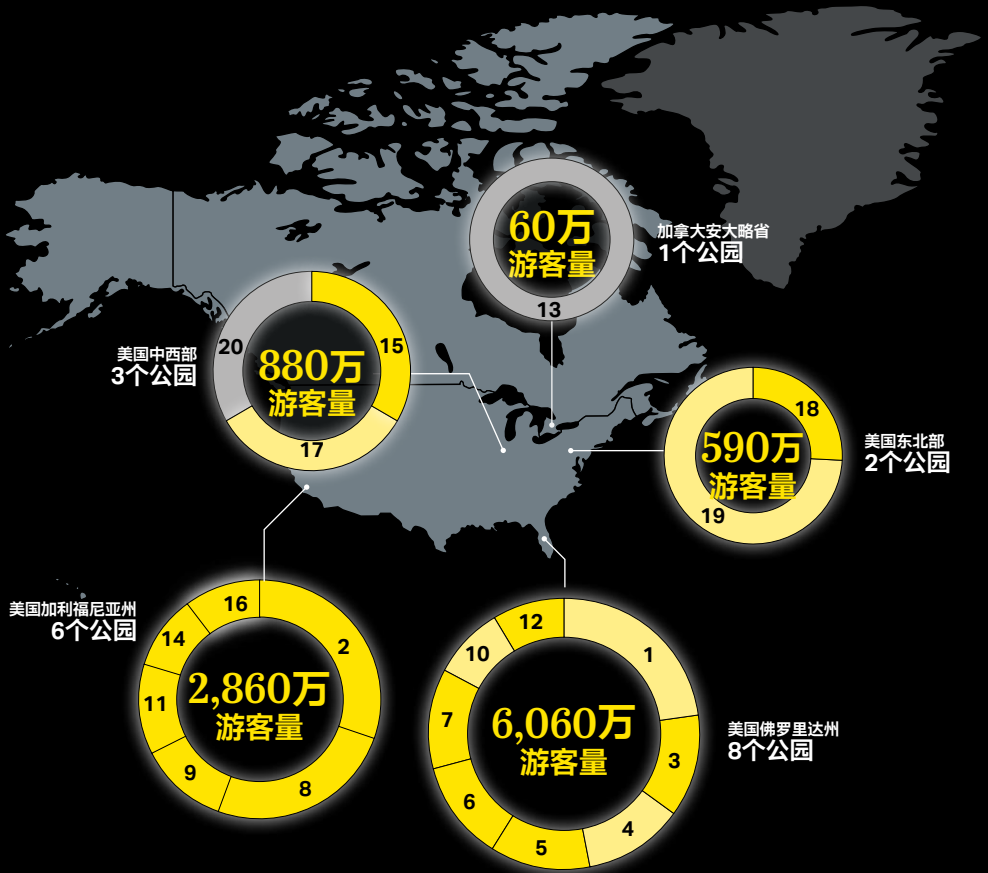 60万
游客量
13
加拿大安大略省
1个公园
美国中西部
3个公园
20
15
17
880万
游客量
18
19
590万
游客量
美国东北部
2个公园
美国加利福尼亚州
6个公园
16
2
14
11
9
8
2,860万
游客量
12
1
10
7
3
6
4
5
6,060万
游客量
美国佛罗里达州
8个公园